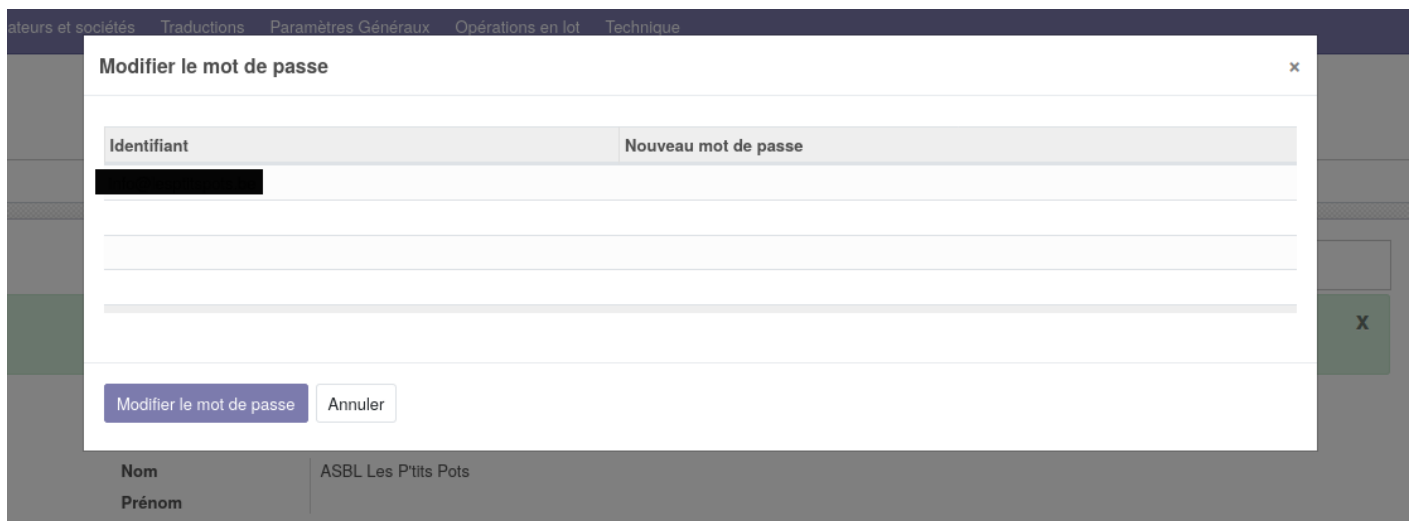 ateurs et sociétés Traductions Paramètres Généraux Opérations en lot Technique
Modifier le mot de passe ×
Identifiant Nouveau mot de passe
X
Modifier le mot de passe Annuler
Nom ASBL Les P'tits Pots
Prénom